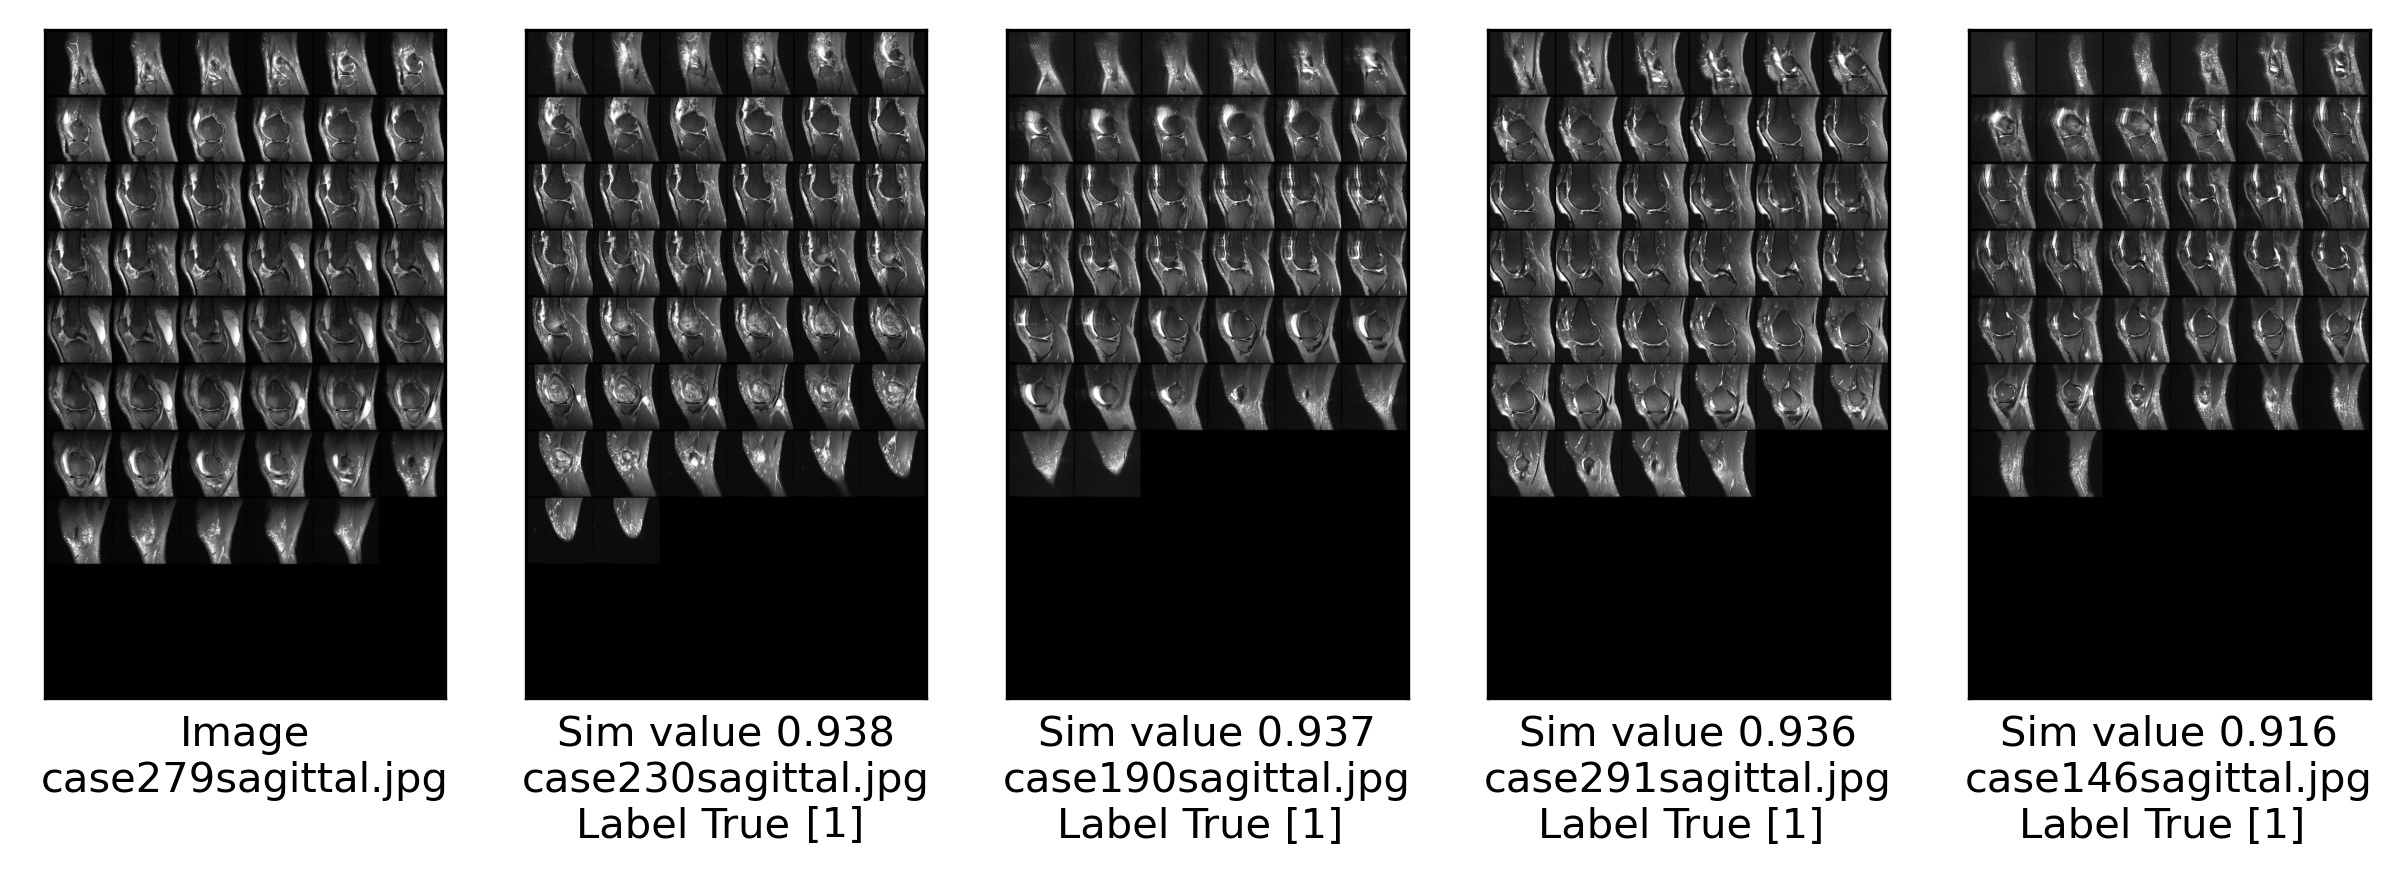 Image
case279sagittal.jpg
Sim value 0.938
case230sagittal.jpg
Label True [1]
Sim value 0.937
case190sagittal.jpg
Label True [1]
Sim value 0.936
case291sagittal.jpg
Label True [1]
Sim value 0.916
case146sagittal.jpg
Label True [1]